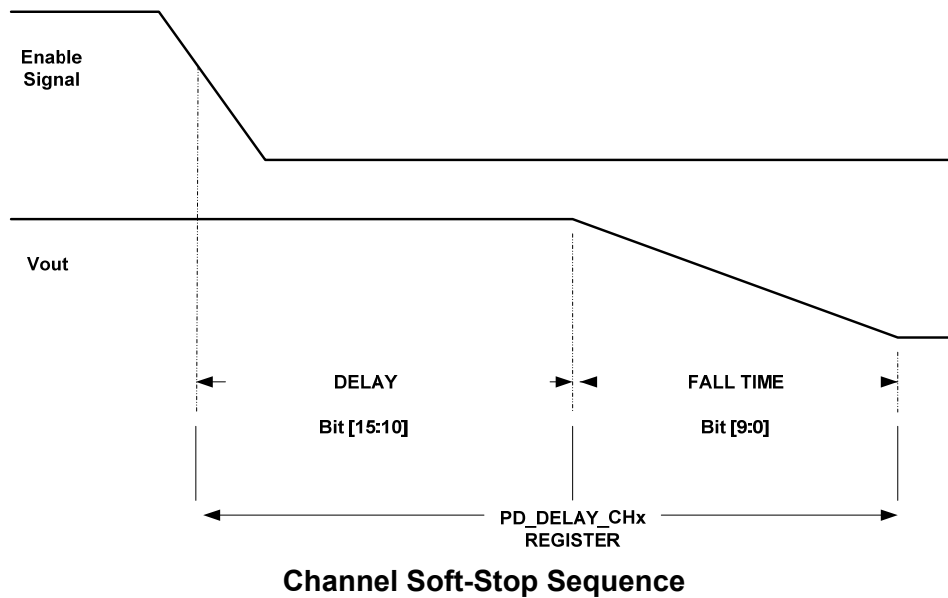 Enable
Signal
Vout
DELAY
FALL TIME
Bit [15:10]
Bit [9:0]
PD_DELAY_CHx
REGISTER
Channel Soft-Stop Sequence